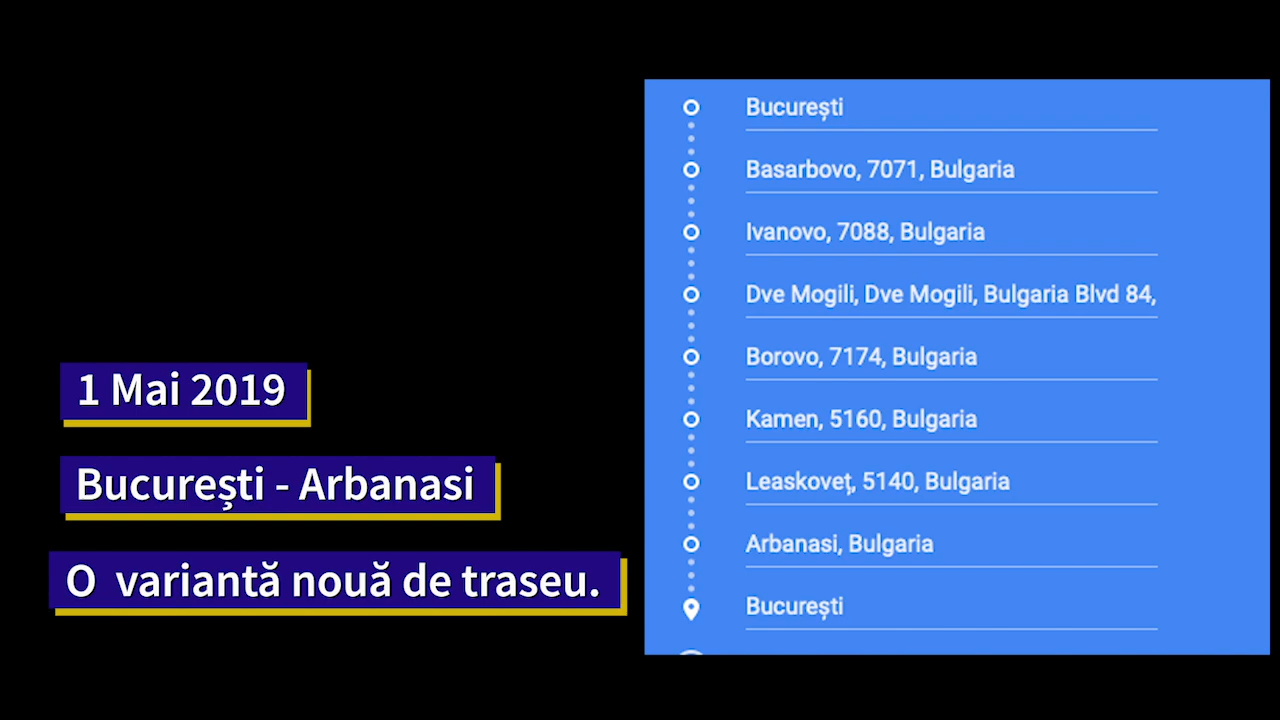 1 Mai 2019
București - Arbanasi
O  variantă nouă de traseu.
București
Basarbovo, 7071, Bulgaria
Ivanovo, 7088, Bulgaria
Dve Mogili, Dve Mogili, Bulgaria Blvd 84,
Borovo, 7174, Bulgaria
Kamen, 5160, Bulgaria
Leaskoveț, 5140, Bulgaria
Arbanasi, Bulgaria
București